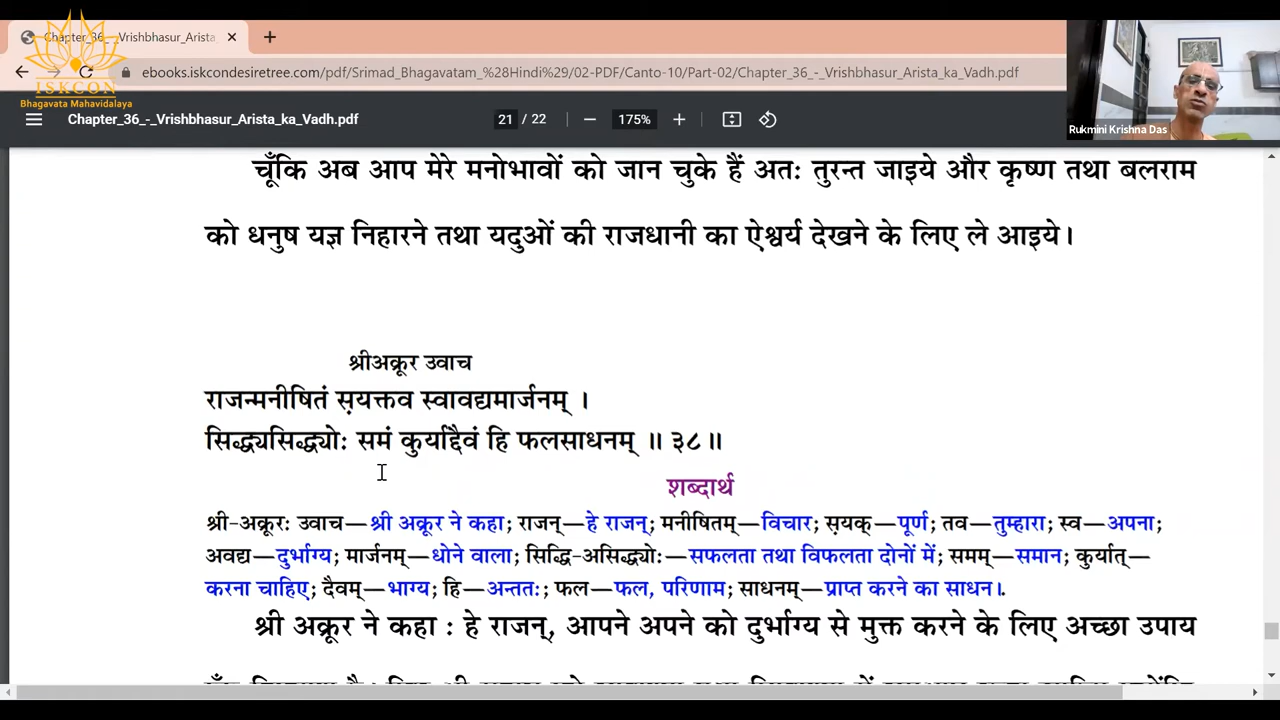 Chapter_36_-_Vrishbhasur_Arista
ebooks.iskcondesiretree.com/pdf/Srimad_Bhagavatam_%28Hindi%29/02-PDF/Canto-10/Part-02/Chapter_36_-_Vrishbhasur_Arista_ka_Vadh.pdf
ISKCON
Bhagavata Mahavidalaya
Chapter_36_-_Vrishbhasur_Arista_ka_Vadh.pdf
21 / 22
175%
Rukmini Krishna Das
चूँकि अब आप मेरे मनोभावों को जान चुके हैं अतः तुरन्त जाइये और कृष्ण तथा बलराम
को धनुष यज्ञ निहारने तथा यदुओं की राजधानी का ऐश्वर्य देखने के लिए ले आइये।
श्रीअक्रूर उवाच
राजन्मनीषितं स़यक्तव स्वावद्यमार्जनम् ।
सिद्ध्यसिद्ध्योः समं कुर्याद्दैवं हि फलसाधनम् ॥ ३८॥
शब्दार्थ
श्री-अक्रूरः उवाच—श्री अक्रूर ने कहा; राजन्—हे राजन्; मनीषितम्—विचार; स़यक्—पूर्ण; तव—तुम्हारा; स्व—अपना;
अवद्य—दुर्भाग्य; मार्जनम्—धोने वाला; सिद्धि-असिद्ध्योः—सफलता तथा विफलता दोनों में; समम्—समान; कुर्यात्—
करना चाहिए; दैवम्—भाग्य; हि—अन्ततः; फल—फल, परिणाम; साधनम्—प्राप्त करने का साधन।.
श्री अक्रूर ने कहा : हे राजन्, आपने अपने को दुर्भाग्य से मुक्त करने के लिए अच्छा उपाय